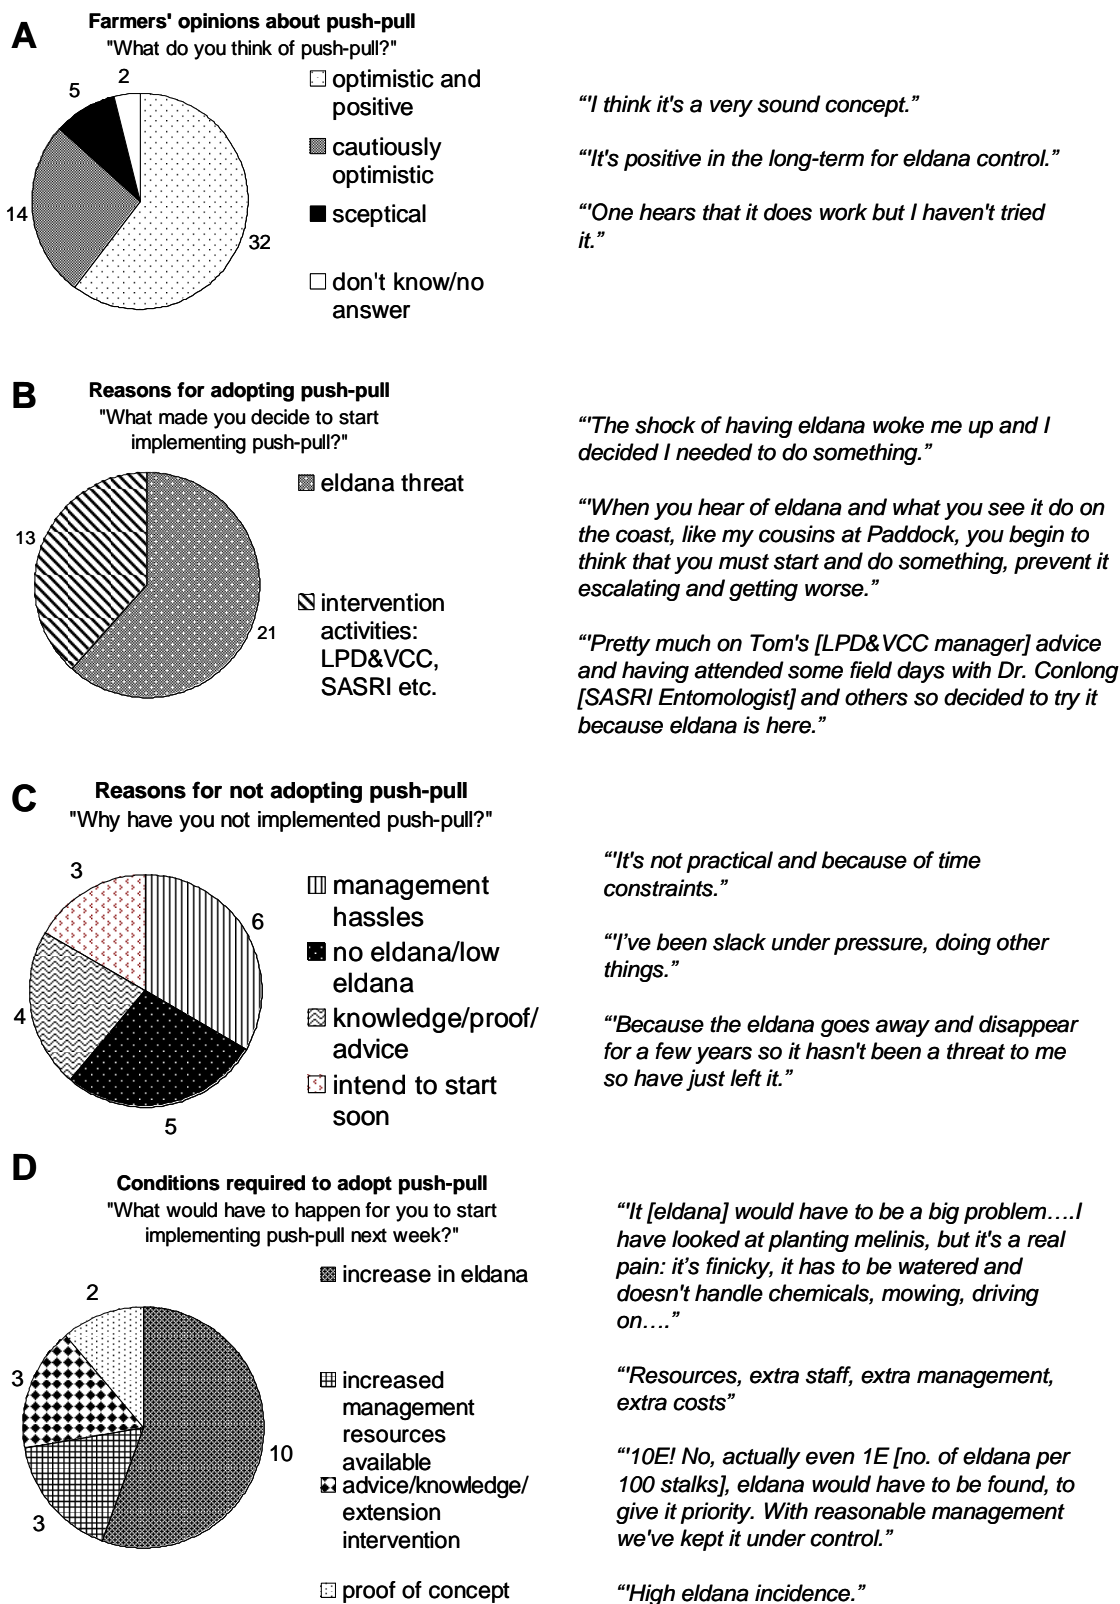 A
Farmers' opinions about push-pull
"What do you think of push-pull?"
2
5
14
32
optimistic and
positive
cautiously
optimistic
sceptical
don't know/no
answer
“'I think it's a very sound concept.”
“'It's positive in the long-term for eldana control.”
“'One hears that it does work but I haven't tried
it.”
B
Reasons for adopting push-pull
"What made you decide to start
implementing push-pull?"
13
21
eldana threat
intervention
activities:
LPD&VCC,
SASRI etc.
“'The shock of having eldana woke me up and I
decided I needed to do something.”
“'When you hear of eldana and what you see it do on
the coast, like my cousins at Paddock, you begin to
think that you must start and do something, prevent it
escalating and getting worse.”
“'Pretty much on Tom's [LPD&VCC manager] advice
and having attended some field days with Dr. Conlong
[SASRI Entomologist] and others so decided to try it
because eldana is here.”
C
Reasons for not adopting push-pull
"Why have you not implemented push-pull?"
3
6
4
5
management
hassles
no eldana/low
eldana
knowledge/proof/
advice
intend to start
soon
“'It's not practical and because of time
constraints.”
“'I’ve been slack under pressure, doing other
things.”
“'Because the eldana goes away and disappear
for a few years so it hasn't been a threat to me
so have just left it.”
D
Conditions required to adopt push-pull
"What would have to happen for you to start
implementing push-pull next week?"
2
3
3
10
increase in eldana
increased
management
resources
available
advice/knowledge/
extension
intervention
proof of concept
“'It [eldana] would have to be a big problem….I
have looked at planting melinis, but it's a real
pain: it’s finicky, it has to be watered and
doesn't handle chemicals, mowing, driving
on….”
“'Resources, extra staff, extra management,
extra costs”
“'10E! No, actually even 1E [no. of eldana per
100 stalks], eldana would have to be found, to
give it priority. With reasonable management
we've kept it under control.”
“'High eldana incidence.”